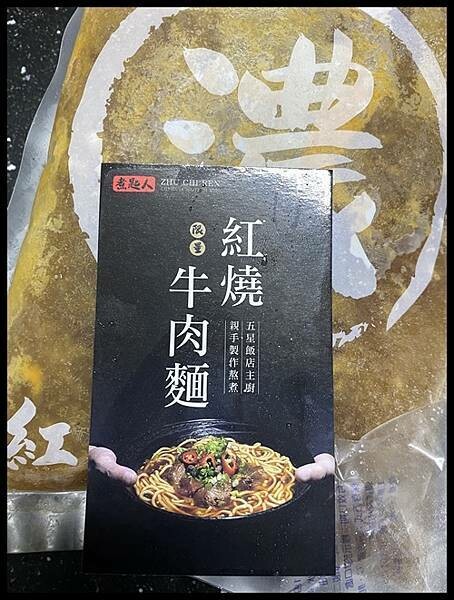 濃
煮匙人 ZHU CHI REN
限量
紅燒
牛肉麵
五星飯店主廚
親手製作熬煮
紅